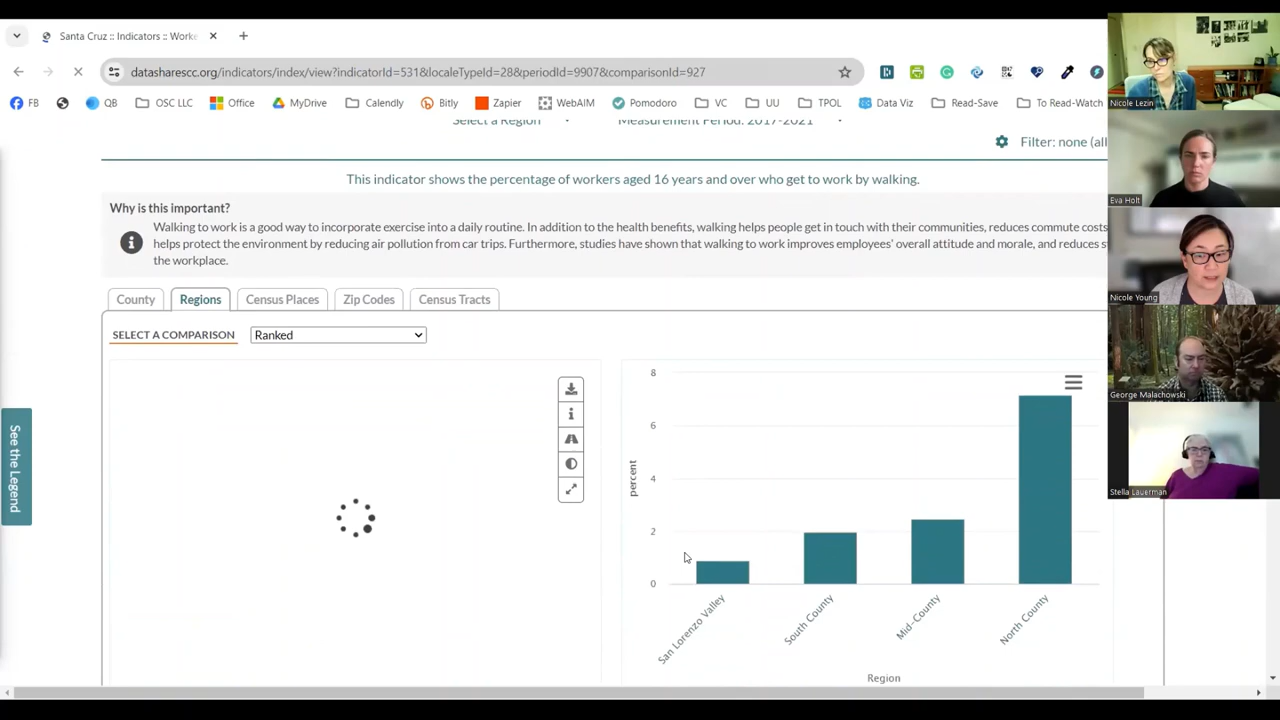 Santa Cruz :: Indicators :: Worke
datasharescc.org/indicators/index/view?indicatorId=531&localeTypeId=28&periodId=9907&comparisonId=927
FB
QB
OSC LLC
Office
MyDrive
Calendly
Bitly
Zapier
WebAIM
Pomodoro
VC
UU
TPOL
Data Viz
Read-Save
To Read-Watch
Select a Region
Measurement Period: 2017-2021
Filter: none (all
This indicator shows the percentage of workers aged 16 years and over who get to work by walking.
Why is this important?
Walking to work is a good way to incorporate exercise into a daily routine. In addition to the health benefits, walking helps people get in touch with their communities, reduces commute costs
helps protect the environment by reducing air pollution from car trips. Furthermore, studies have shown that walking to work improves employees' overall attitude and morale, and reduces s
the workplace.
County
Regions
Census Places
Zip Codes
Census Tracts
SELECT A COMPARISON
Ranked
See the Legend
8
6
4
2
0
percent
San Lorenzo Valley
South County
Mid-County
North County
Region
Nicole Lezin
Eva Holt
Nicole Young
George Malachowski
Stella Lauerman